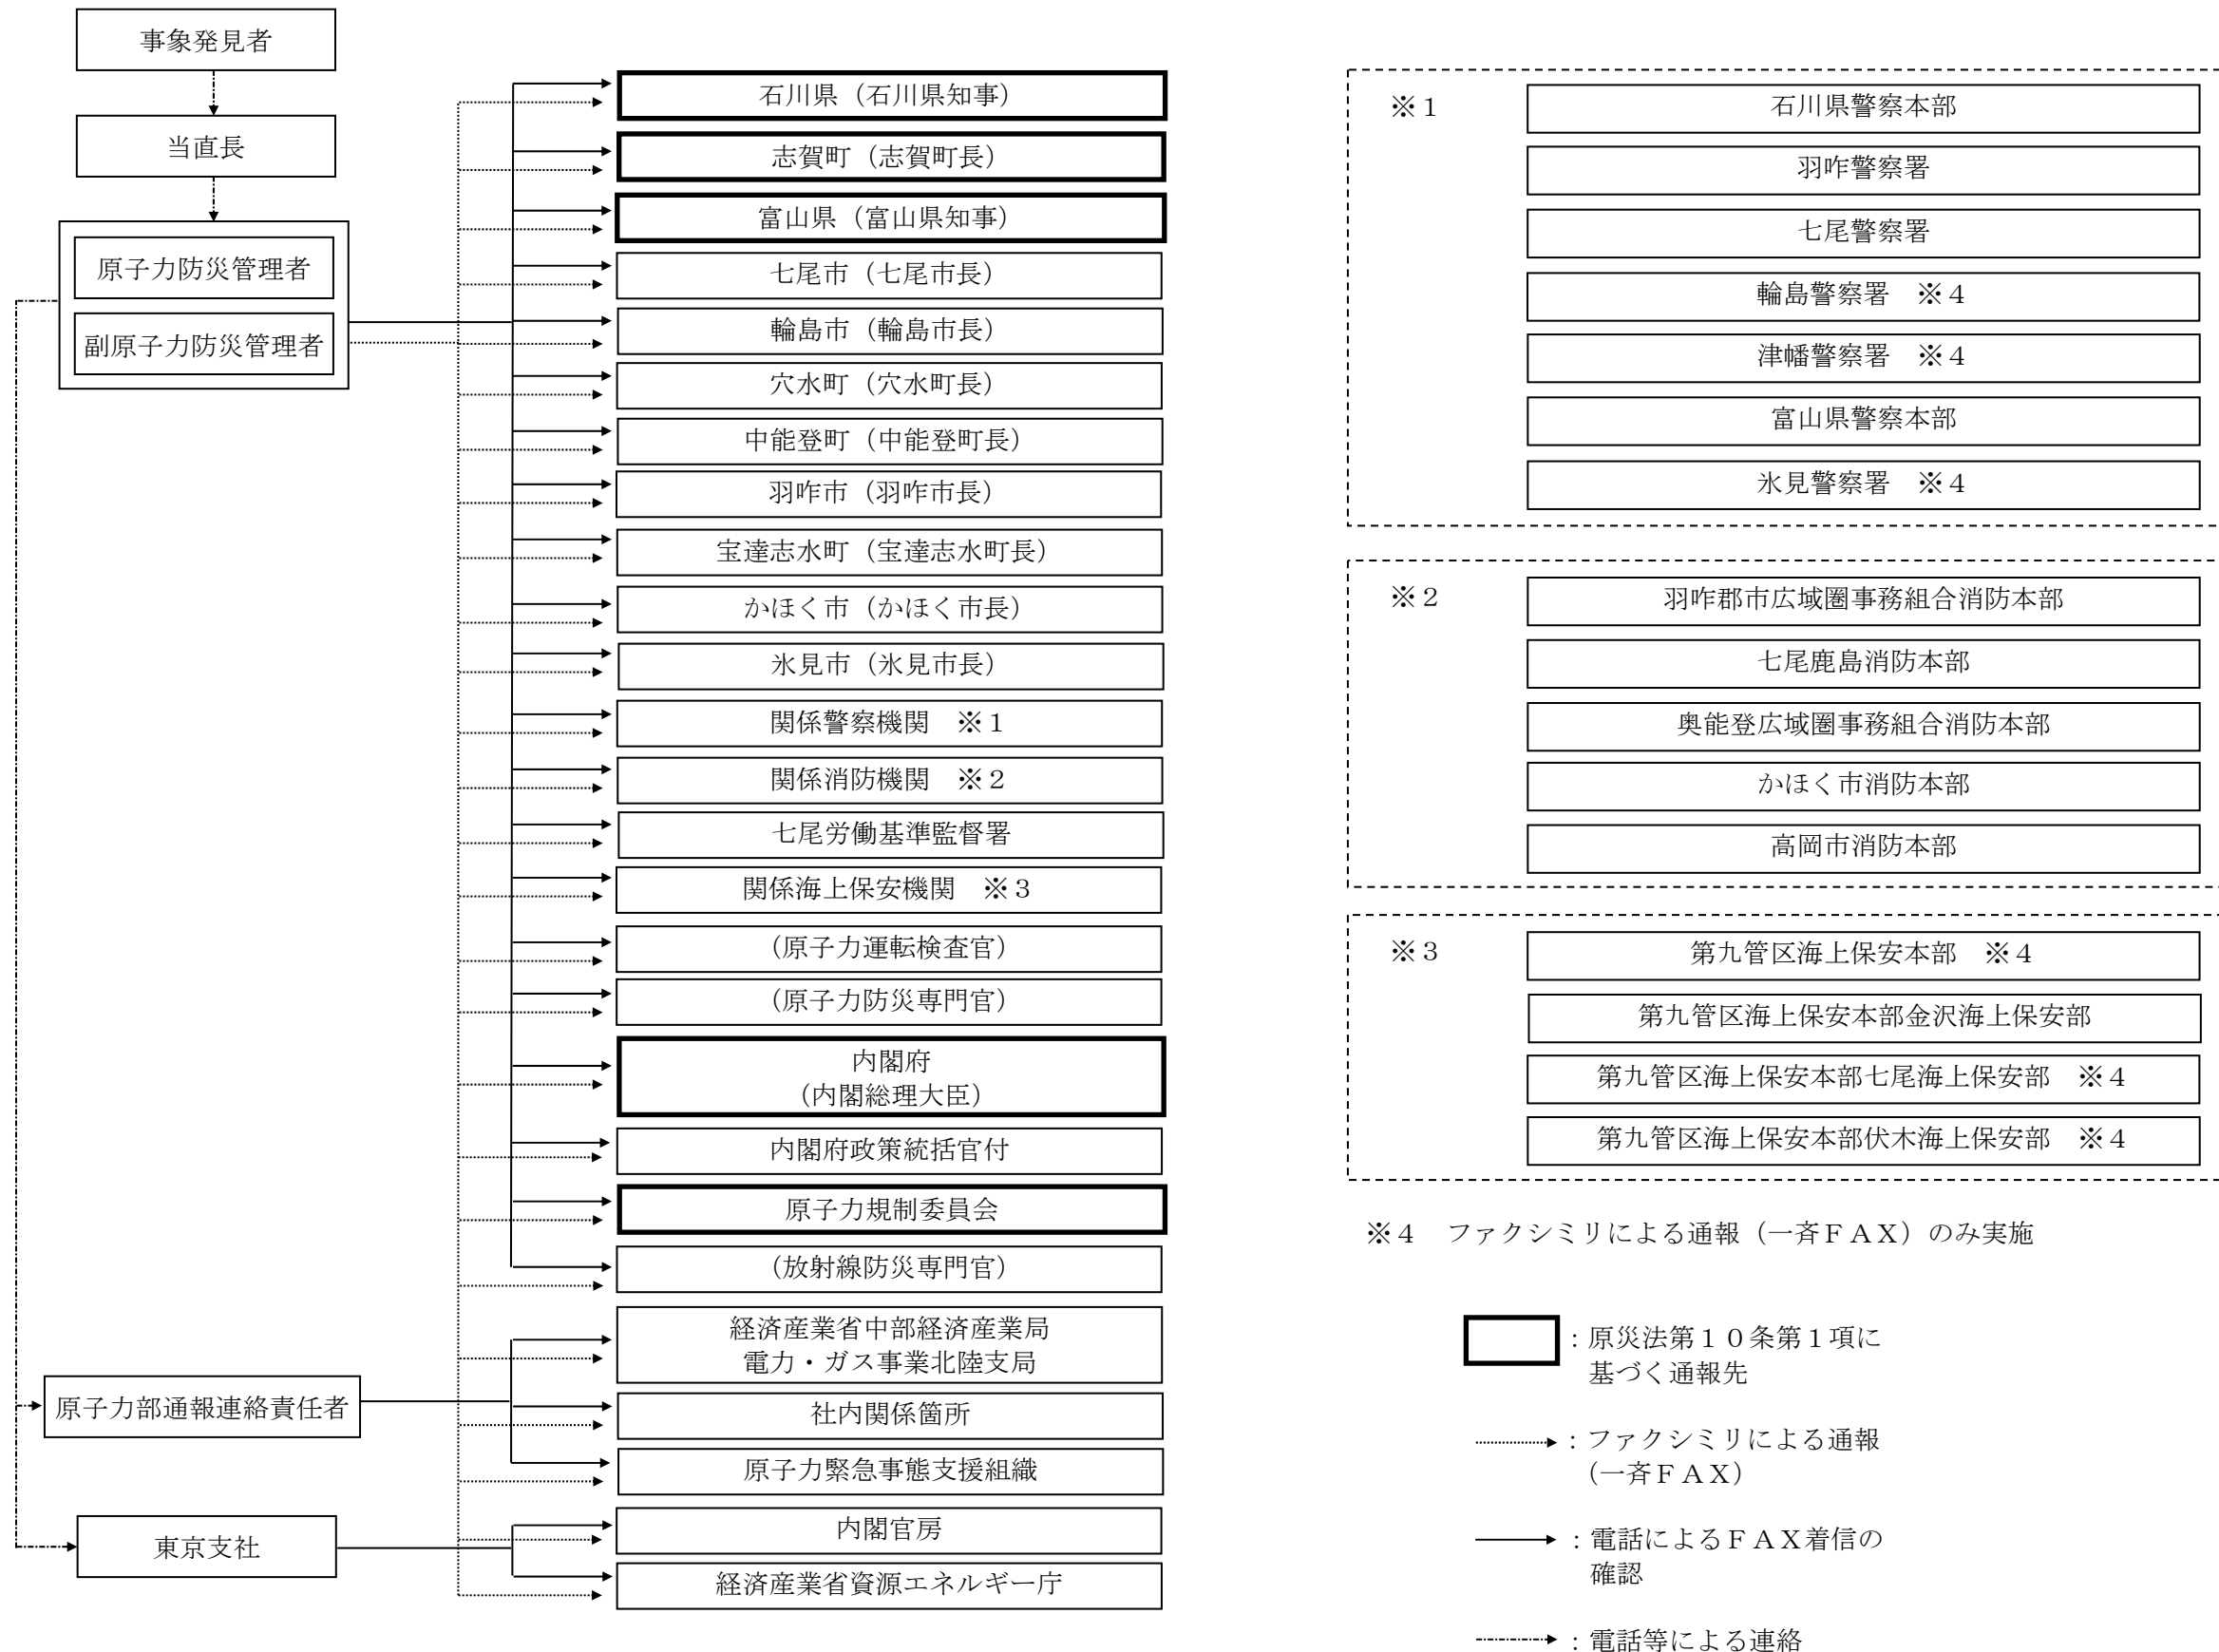 事象発見者
当直長
原子力防災管理者
副原子力防災管理者
原子力部通報連絡責任者
東京支社
石川県（石川県知事）
志賀町（志賀町長）
富山県（富山県知事）
七尾市（七尾市長）
輪島市（輪島市長）
穴水町（穴水町長）
中能登町（中能登町長）
羽咋市（羽咋市長）
宝達志水町（宝達志水町長）
かほく市（かほく市長）
氷見市（氷見市長）
関係警察機関　※１
関係消防機関　※２
七尾労働基準監督署
関係海上保安機関　※３
（原子力運転検査官）
（原子力防災専門官）
内閣府
（内閣総理大臣）
内閣府政策統括官付
原子力規制委員会
（放射線防災専門官）
経済産業省中部経済産業局
電力・ガス事業北陸支局
社内関係箇所
原子力緊急事態支援組織
内閣官房
経済産業省資源エネルギー庁
※１
石川県警察本部
羽咋警察署
七尾警察署
輪島警察署　※４
津幡警察署　※４
富山県警察本部
氷見警察署　※４
※２
羽咋郡市広域圏事務組合消防本部
七尾鹿島消防本部
奥能登広域圏事務組合消防本部
かほく市消防本部
高岡市消防本部
※３
第九管区海上保安本部　※４
第九管区海上保安本部金沢海上保安部
第九管区海上保安本部七尾海上保安部　※４
第九管区海上保安本部伏木海上保安部　※４
※４　ファクシミリによる通報（一斉ＦＡＸ）のみ実施
：原災法第１０条第１項に
基づく通報先
：ファクシミリによる通報
（一斉ＦＡＸ）
：電話によるＦＡＸ着信の
確認
：電話等による連絡